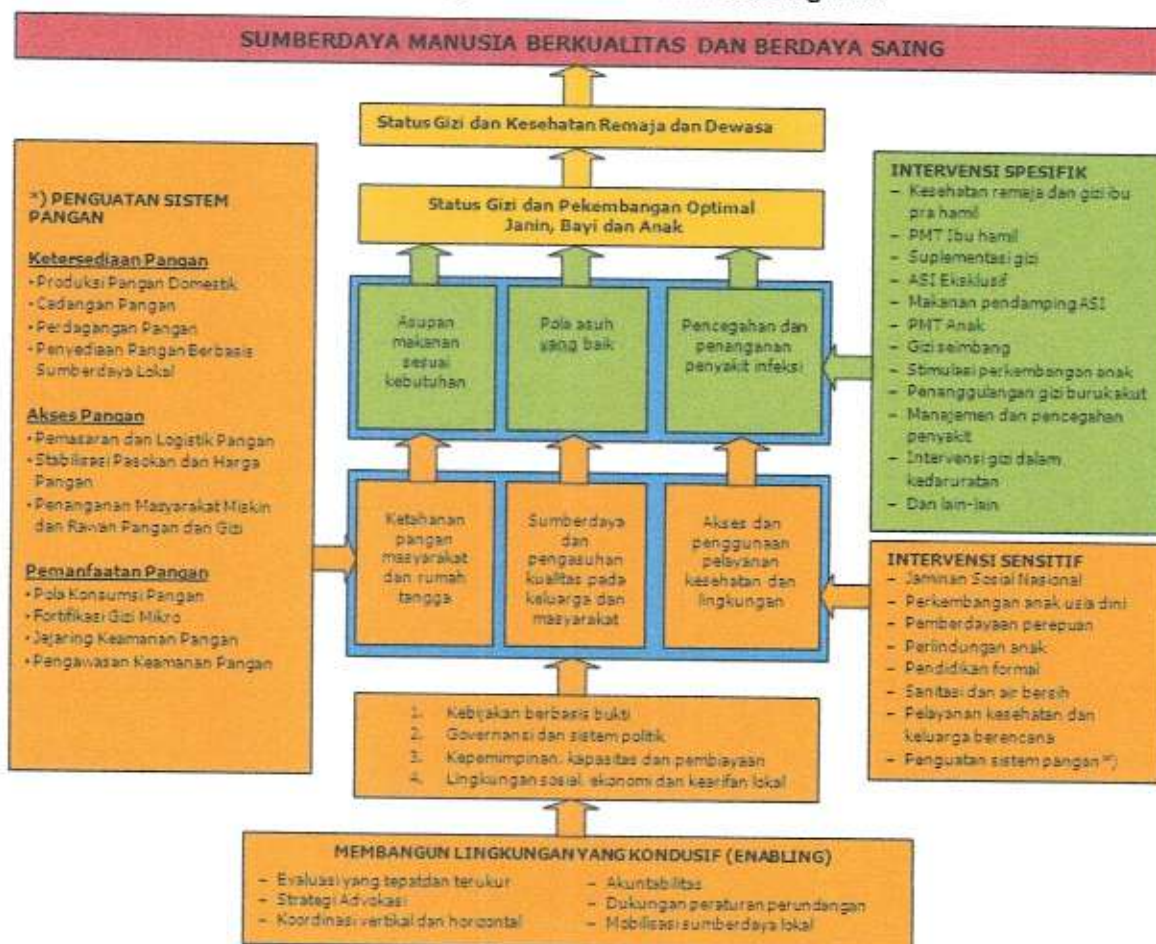 SUMBERDAYA MANUSIA BERKUALITAS DAN BERDAYA SAING
Status Gizi dan Kesehatan Remaja dan Dewasa
Status Gizi dan Pekembangan Optimal
Janin, Bayi dan Anak
*) PENGUATAN SISTEM
PANGAN
Ketersediaan Pangan
• Produksi Pangan Domestik
• Cadangan Pangan
• Perdagangan Pangan
• Penyediaan Pangan Berbasis
Sumberdaya Lokal
Akses Pangan
• Pemasaran dan Logistik Pangan
• Stabilisasi Pasokan dan Harga
Pangan
• Penanganan Masyarakat Miskin
dan Rawan Pangan dan Gizi
Pemanfaatan Pangan
• Pola Konsumsi Pangan
• Fortifikasi Gizi Mikro
• Jejaring Keamanan Pangan
• Pengawasan Keamanan Pangan
Asupan
makanan
sesuai
kebutuhan
Pola asuh
yang baik
Pencegahan dan
penanganan
penyakit infeksi
Ketahanan
pangan
masyarakat
dan rumah
tangga
Sumberdaya
dan
pengasuhan
kualitas pada
keluarga dan
masyarakat
Akses dan
penggunaan
pelayanan
kesehatan dan
lingkungan
INTERVENSI SPESIFIK
– Kesehatan remaja dan gizi ibu
pra hamil
– PMT Ibu hamil
– Suplementasi gizi
– ASI Eksklusif
– Makanan pendamping ASI
– PMT Anak
– Gizi seimbang
– Stimulasi perkembangan anak
– Penanggulangan gizi buruk akut
– Manajemen dan pencegahan
penyakit
– Intervensi gizi dalam
kedaruratan
– Dan lain-lain
INTERVENSI SENSITIF
– Jaminan Sosial Nasional
– Perkembangan anak usia dini
– Pemberdayaan perepuan
– Perlindungan anak
– Pendidikan formal
– Sanitasi dan air bersih
– Pelayanan kesehatan dan
keluarga berencana
– Penguatan sistem pangan *)
1. Kebijakan berbasis bukti
2. Governansi dan sistem politik
3. Kepemimpinan, kapasitas dan pembiayaan
4. Lingkungan sosial, ekonomi dan kearifan lokal
MEMBANGUN LINGKUNGAN YANG KONDUSIF (ENABLING)
– Evaluasi yang tepat dan terukur
– Strategi Advokasi
– Koordinasi vertikal dan horizontal
– Akuntabilitas
– Dukungan peraturan perundangan
– Mobilisasi sumberdaya lokal